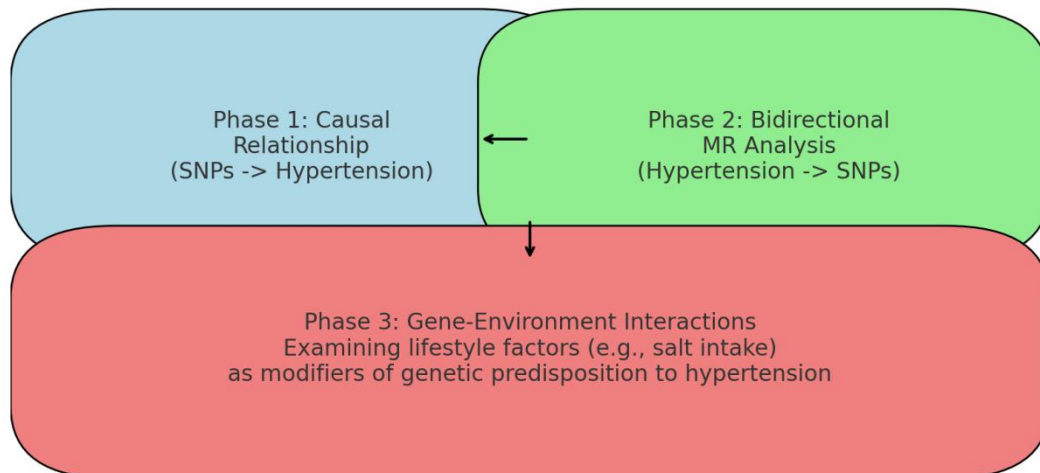 Phase 1: Causal
Relationship
(SNPs -> Hypertension)
Phase 2: Bidirectional
MR Analysis
(Hypertension -> SNPs)
Phase 3: Gene-Environment Interactions
Examining lifestyle factors (e.g., salt intake)
as modifiers of genetic predisposition to hypertension